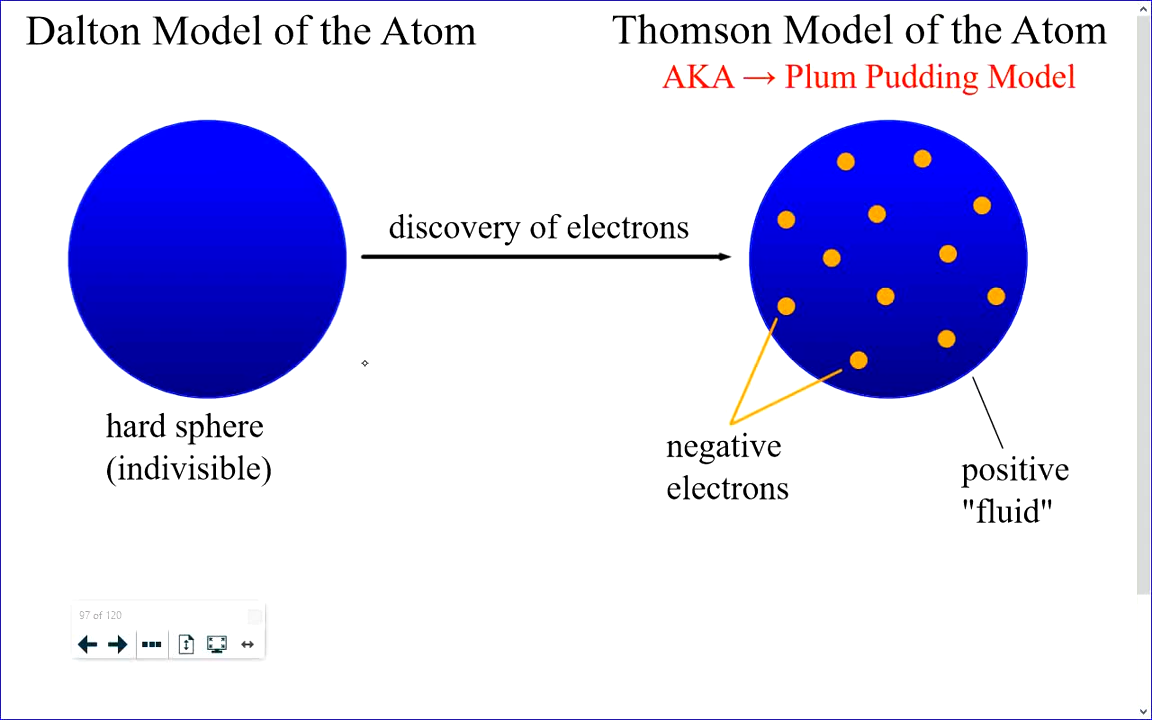 Dalton Model of the Atom
Thomson Model of the Atom
AKA → Plum Pudding Model
discovery of electrons
hard sphere
(indivisible)
negative
electrons
positive
"fluid"
97 of 120